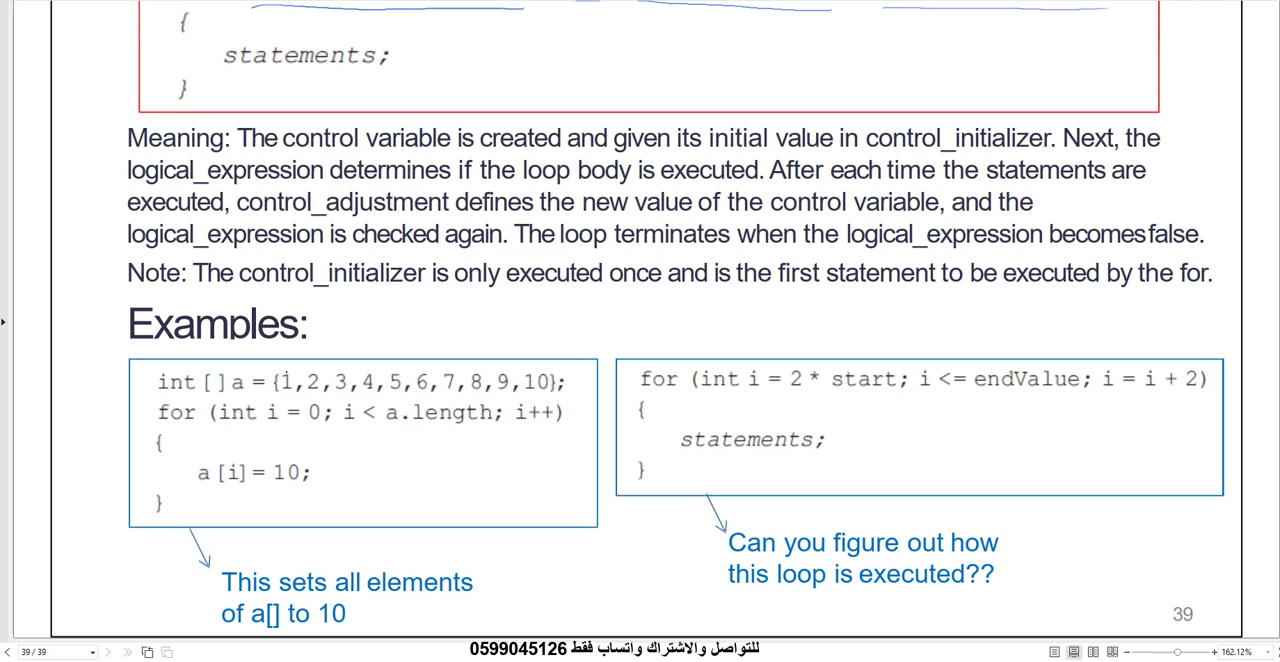 {
statements;
}
Meaning: The control variable is created and given its initial value in control_initializer. Next, the
logical_expression determines if the loop body is executed. After each time the statements are
executed, control_adjustment defines the new value of the control variable, and the
logical_expression is checked again. The loop terminates when the logical_expression becomes false.
Note: The control_initializer is only executed once and is the first statement to be executed by the for.
Examples:
int [ ] a = {1,2,3,4,5,6,7,8,9,10};
for (int i = 0; i < a.length; i++)
{
a [i] = 10;
}
This sets all elements
of a[] to 10
for (int i = 2 * start; i <= endValue; i = i + 2)
{
statements;
}
Can you figure out how
this loop is executed??
39
39 / 39
للتواصل والاشتراك واتساب فقط 0599045126
162.12%